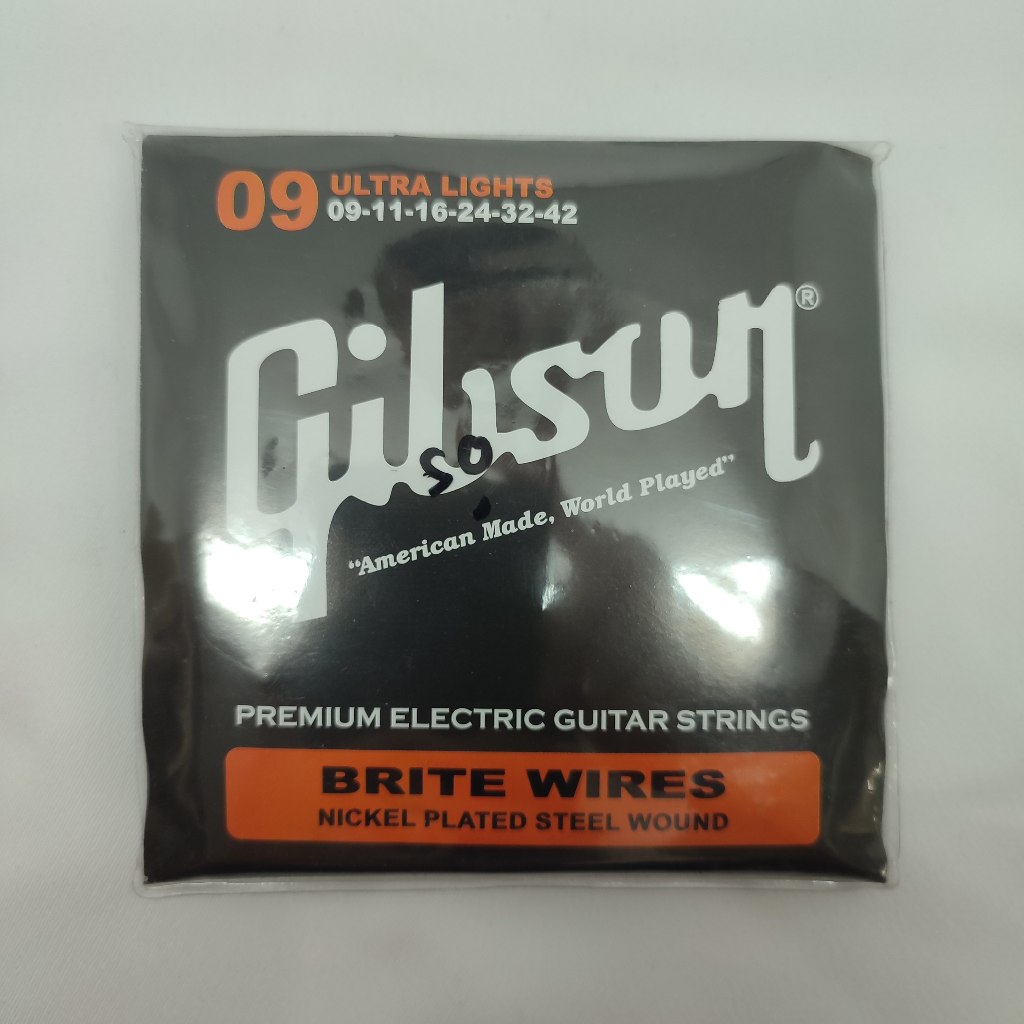 09 ULTRA LIGHTS
09-11-16-24-32-42
Gibson®
50
"American Made, World Played"
PREMIUM ELECTRIC GUITAR STRINGS
BRITE WIRES
NICKEL PLATED STEEL WOUND